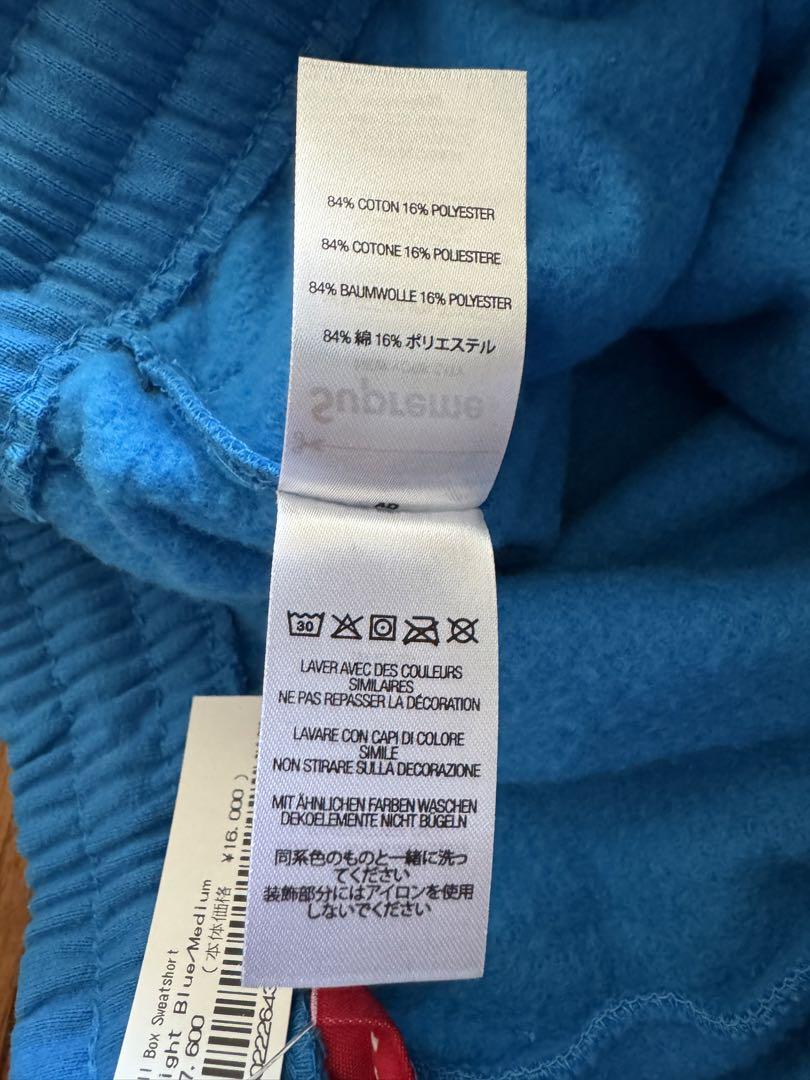 84% COTON 16% POLYESTER
84% COTONE 16% POLIESTERE
84% BAUMWOLLE 16% POLYESTER
84% 綿 16% ポリエステル
Supreme
30
LAVER AVEC DES COULEURS
SIMILAIRES
NE PAS REPASSER LA DÉCORATION
LAVARE CON CAPI DI COLORE
SIMILE
NON STIRARE SULLA DECORAZIONE
MIT ÄHNLICHEN FARBEN WASCHEN
DEKOELEMENTE NICHT BÜGELN
同系色のものと一緒に洗っ
てください
装飾部分にはアイロンを使用
しないでください
Box Sweatshort
Blue/Medium
(本体価格 ¥16.000)
7.600